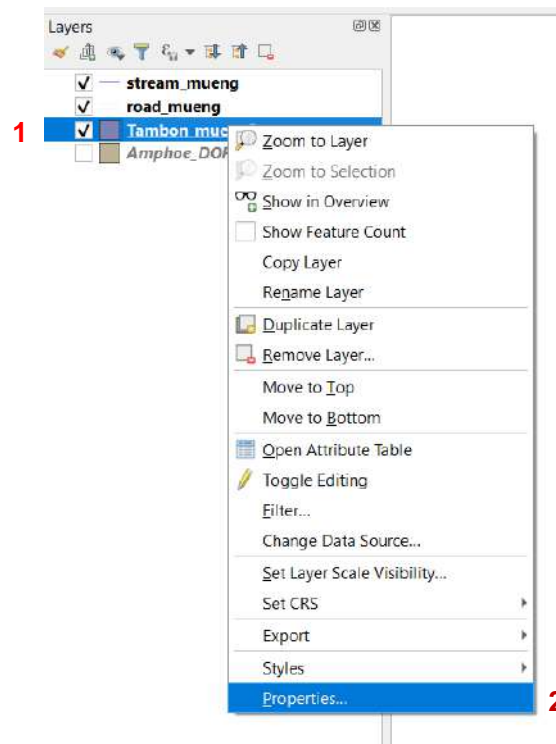 Layers
stream_mueng
road_mueng
1
Tambon_mue
Amphoe_DOP
Zoom to Layer
Zoom to Selection
Show in Overview
Show Feature Count
Copy Layer
Rename Layer
Duplicate Layer
Remove Layer...
Move to Top
Move to Bottom
Open Attribute Table
Toggle Editing
Filter...
Change Data Source...
Set Layer Scale Visibility...
Set CRS
Export
Styles
Properties...
2